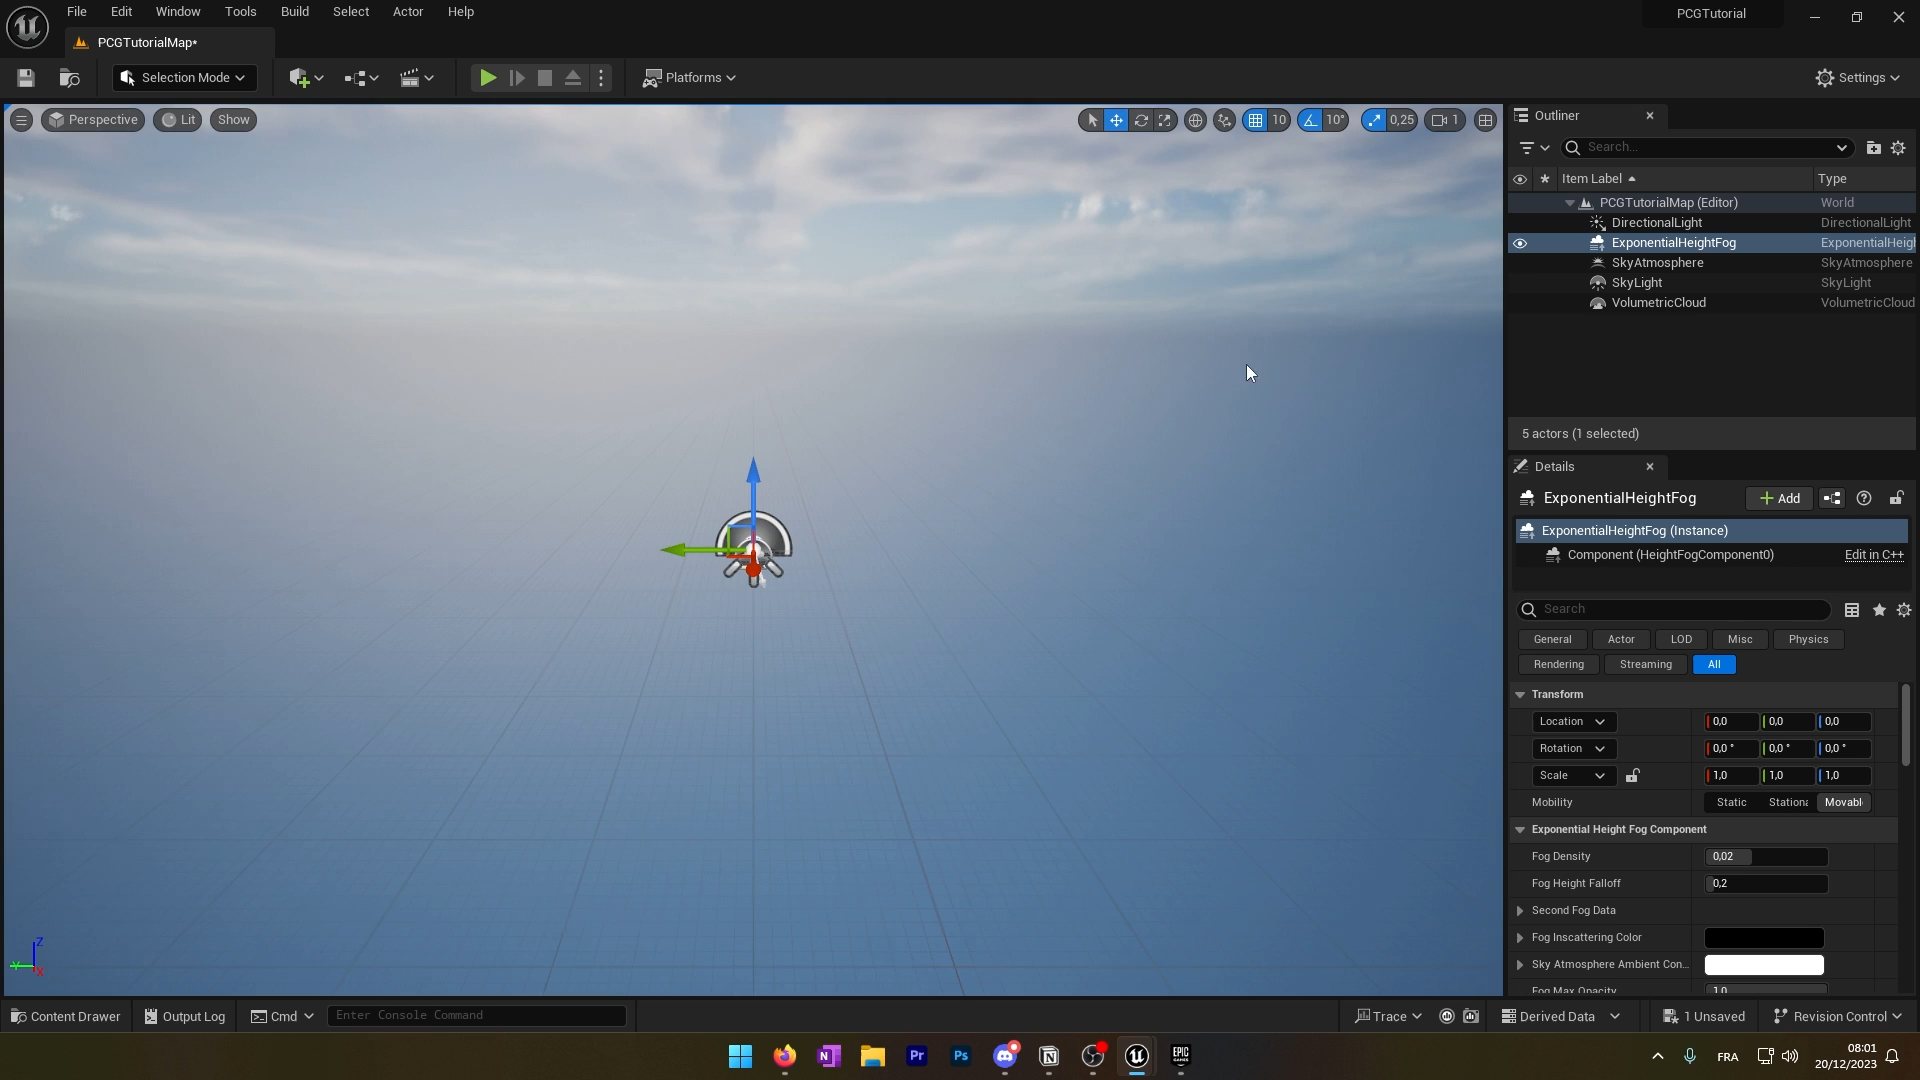 File Edit Window Tools Build Select Actor Help
PCGTutorial
PCGTutorialMap*
Selection Mode
Platforms
Settings
Perspective Lit Show
10 10° 0,25 1
Outliner
Search...
Item Label Type
PCGTutorialMap (Editor) World
DirectionalLight DirectionalLight
ExponentialHeightFog ExponentialHeigh
SkyAtmosphere SkyAtmosphere
SkyLight SkyLight
VolumetricCloud VolumetricCloud
5 actors (1 selected)
Details
ExponentialHeightFog Add
ExponentialHeightFog (Instance)
Component (HeightFogComponent0) Edit in C++
Search
General Actor LOD Misc Physics
Rendering Streaming All
Transform
Location 0,0 0,0 0,0
Rotation 0,0 ° 0,0 ° 0,0 °
Scale 1,0 1,0 1,0
Mobility Static Stationa Movabl
Exponential Height Fog Component
Fog Density 0,02
Fog Height Falloff 0,2
Second Fog Data
Fog Inscattering Color
Sky Atmosphere Ambient Con...
Fog Max Opacity 1,0
Z
Y
X
Content Drawer Output Log Cmd Enter Console Command Trace Derived Data 1 Unsaved Revision Control
N Pr Ps N EPIC GAMES FRA
08:01
20/12/2023